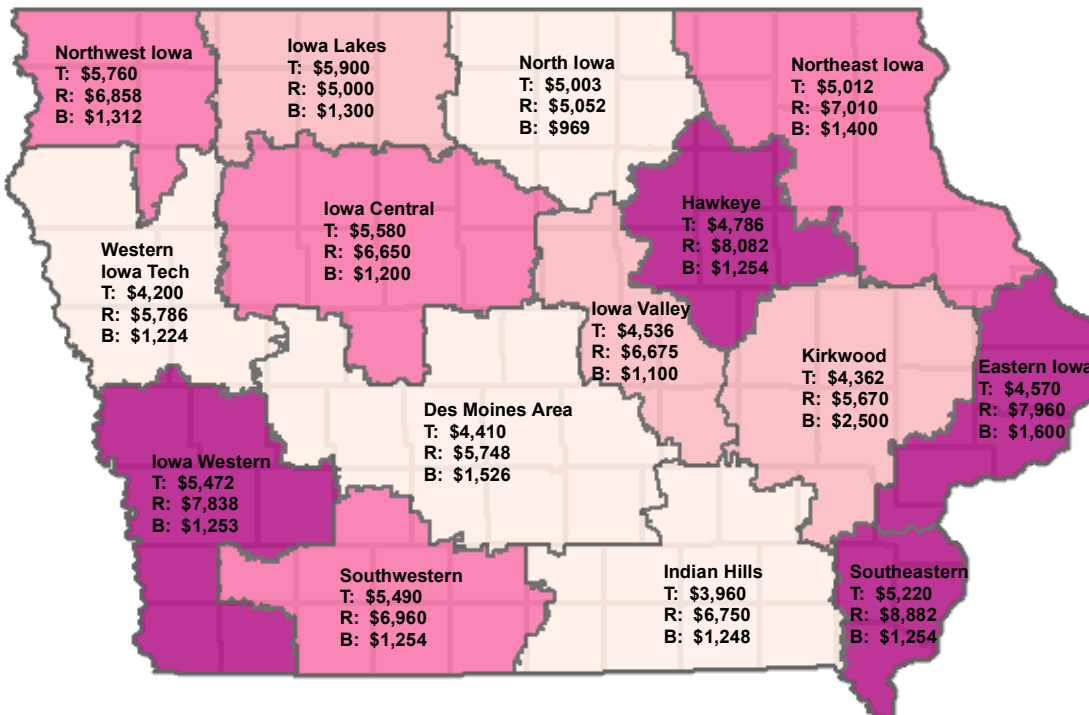 Northwest Iowa
T: $5,760
R: $6,858
B: $1,312
Iowa Lakes
T: $5,900
R: $5,000
B: $1,300
North Iowa
T: $5,003
R: $5,052
B: $969
Northeast Iowa
T: $5,012
R: $7,010
B: $1,400
Western
Iowa Tech
T: $4,200
R: $5,786
B: $1,224
Iowa Central
T: $5,580
R: $6,650
B: $1,200
Hawkeye
T: $4,786
R: $8,082
B: $1,254
Iowa Valley
T: $4,536
R: $6,675
B: $1,100
Kirkwood
T: $4,362
R: $5,670
B: $2,500
Eastern Iowa
T: $4,570
R: $7,960
B: $1,600
Des Moines Area
T: $4,410
R: $5,748
B: $1,526
Iowa Western
T: $5,472
R: $7,838
B: $1,253
Southwestern
T: $5,490
R: $6,960
B: $1,254
Indian Hills
T: $3,960
R: $6,750
B: $1,248
Southeastern
T: $5,220
R: $8,882
B: $1,254